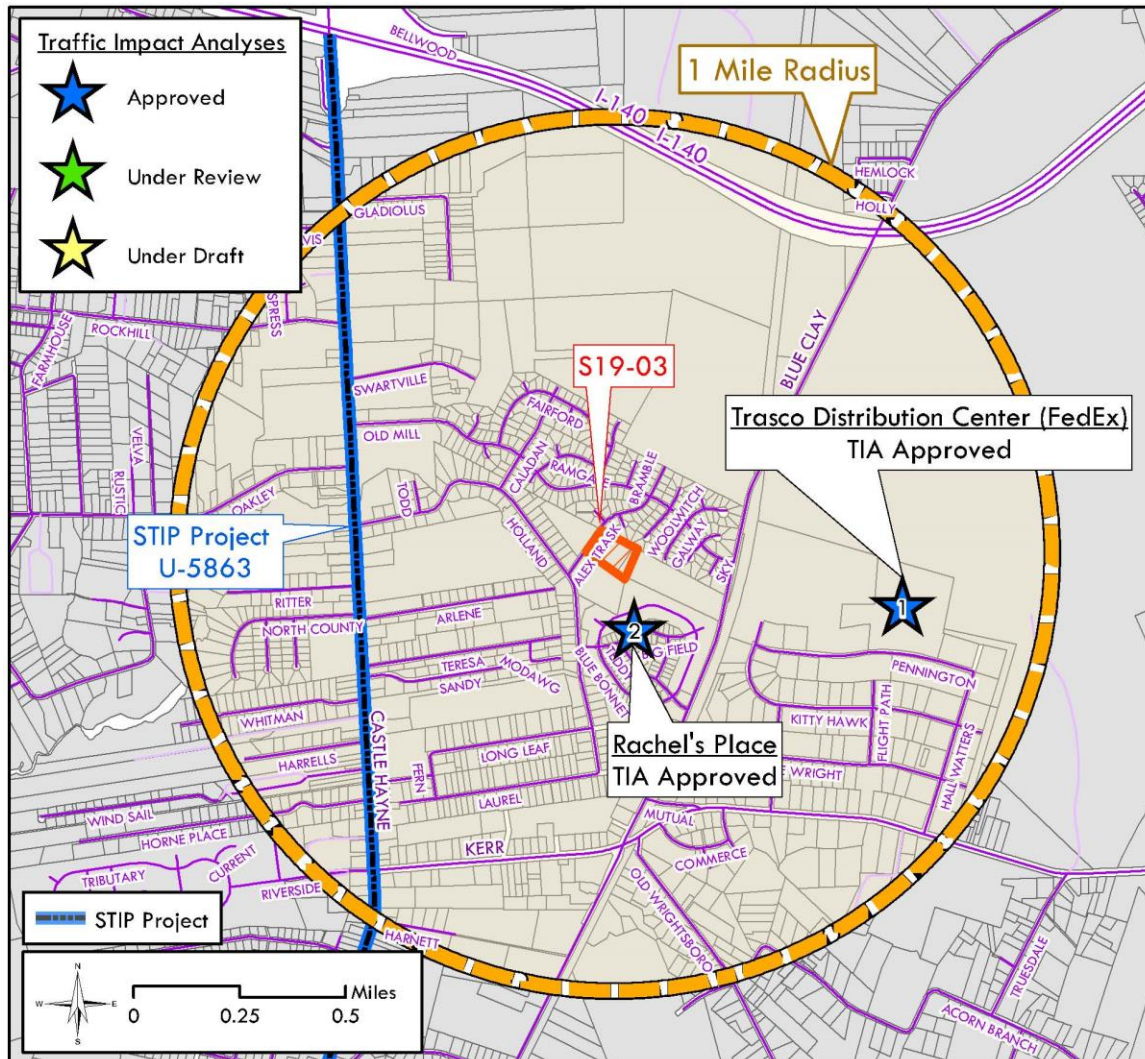 Traffic Impact Analyses
Approved
Under Review
Under Draft
BELLWOOD
1 Mile Radius
I-140
I-140
HEMLOCK
HOLLY
GLADIOLUS
ROCKHILL
FARMHOUSE
VELVA
RUSTIC
SWARTVILLE
OLD MILL
FAIRFORD
CALADAN
BRAMBLE
S19-03
BLUE CLAY
Trasco Distribution Center (FedEx)
TIA Approved
OAKLEY
TODD
HOLLAND
ALEX TRASK
WOOLWITCH
GALWAY
SKY
STIP Project
U-5863
RITTER
NORTH COUNTY
ARLENE
TERESA
SANDY
MODAWG
BLUE BONNET
1
2
PENNINGTON
KITTY HAWK
FLIGHT PATH
HALL WATTERS
WHITMAN
HARRELLS
CASTLE HAYNE
FERN
LONG LEAF
LAUREL
Rachel's Place
TIA Approved
WRIGHT
WIND SAIL
HORNE PLACE
TRIBUTARY
CURRENT
RIVERSIDE
KERR
MUTUAL
COMMERCE
OLD WRIGHTSBORO
HARNETT
TRUESDALE
ACORN BRANCH
STIP Project
N
W
E
S
0
0.25
0.5
Miles